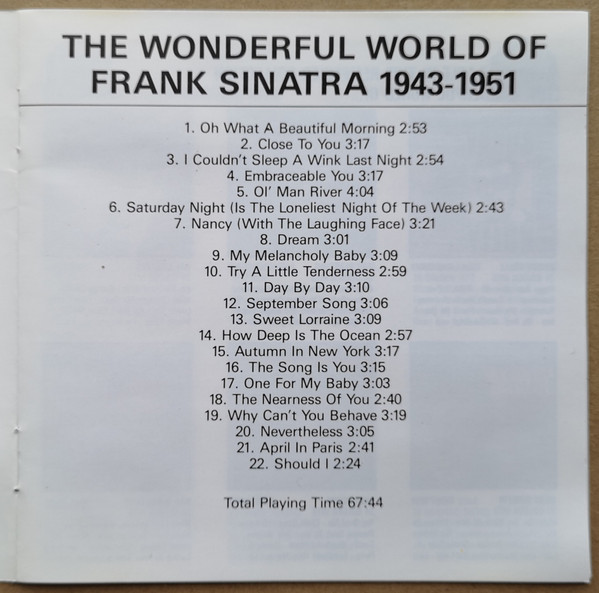 THE WONDERFUL WORLD OF
FRANK SINATRA 1943-1951
1. Oh What A Beautiful Morning 2:53
2. Close To You 3:17
3. I Couldn't Sleep A Wink Last Night 2:54
4. Embraceable You 3:17
5. Ol' Man River 4:04
6. Saturday Night (Is The Loneliest Night Of The Week) 2:43
7. Nancy (With The Laughing Face) 3:21
8. Dream 3:01
9. My Melancholy Baby 3:09
10. Try A Little Tenderness 2:59
11. Day By Day 3:10
12. September Song 3:06
13. Sweet Lorraine 3:09
14. How Deep Is The Ocean 2:57
15. Autumn In New York 3:17
16. The Song Is You 3:15
17. One For My Baby 3:03
18. The Nearness Of You 2:40
19. Why Can't You Behave 3:19
20. Nevertheless 3:05
21. April In Paris 2:41
22. Should I 2:24
Total Playing Time 67:44